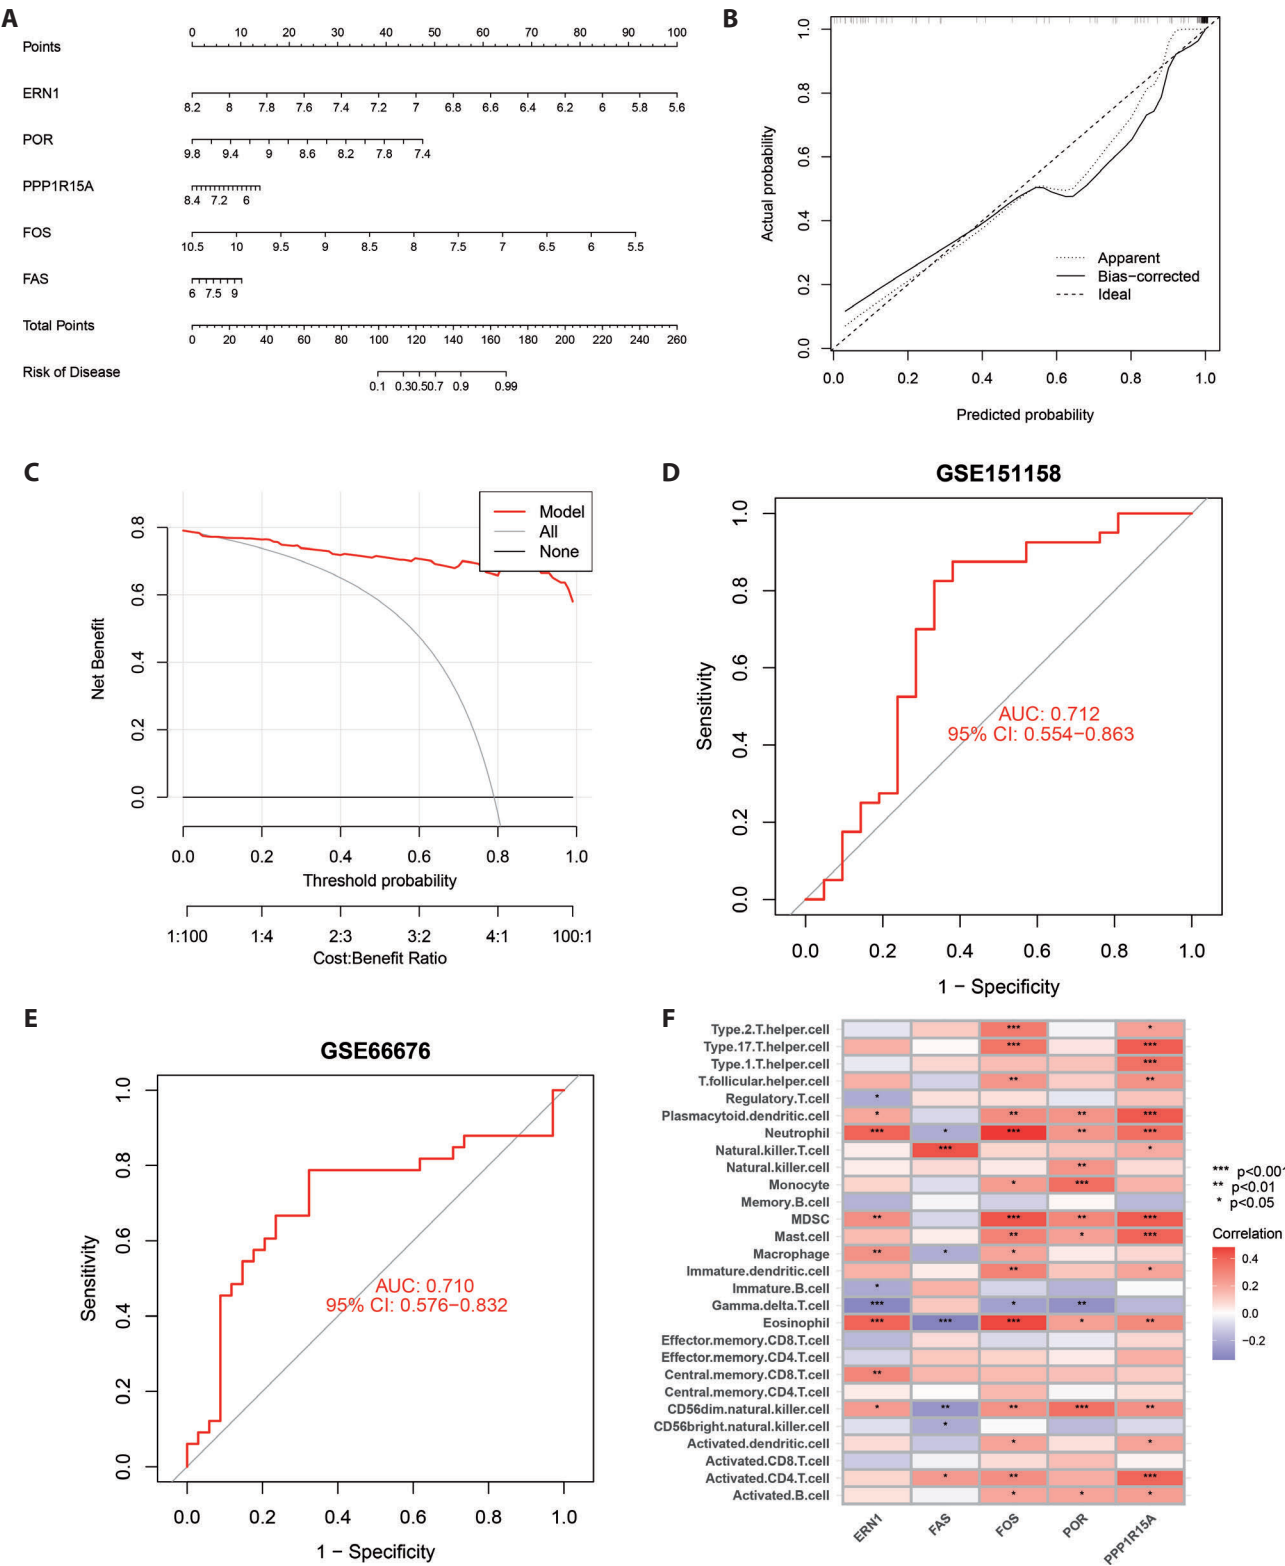 A
Points
0 10 20 30 40 50 60 70 80 90 100
ERN1
8.2 8 7.8 7.6 7.4 7.2 7 6.8 6.6 6.4 6.2 6 5.8 5.6
POR
9.8 9.4 9 8.6 8.2 7.8 7.4
PPP1R15A
8.4 7.2 6
FOS
10.5 10 9.5 9 8.5 8 7.5 7 6.5 6 5.5
FAS
6 7.5 9
Total Points
0 20 40 60 80 100 120 140 160 180 200 220 240 260
Risk of Disease
0.1 0.30.50.7 0.9 0.99
B
Actual probability
1.0
0.8
0.6
0.4
0.2
0.0
Apparent
Bias-corrected
Ideal
0.0 0.2 0.4 0.6 0.8 1.0
Predicted probability
C
Net Benefit
0.8
0.6
0.4
0.2
0.0
Model
All
None
0.0 0.2 0.4 0.6 0.8 1.0
Threshold probability
1:100 1:4 2:3 3:2 4:1 100:1
Cost:Benefit Ratio
D
GSE151158
Sensitivity
1.0
0.8
0.6
0.4
0.2
0.0
AUC: 0.712
95% CI: 0.554−0.863
0.0 0.2 0.4 0.6 0.8 1.0
1 − Specificity
E
GSE66676
Sensitivity
1.0
0.8
0.6
0.4
0.2
0.0
AUC: 0.710
95% CI: 0.576−0.832
0.0 0.2 0.4 0.6 0.8 1.0
1 − Specificity
F
Type.2.T.helper.cell *** *
Type.17.T.helper.cell *** ***
Type.1.T.helper.cell ***
T.follicular.helper.cell ** **
Regulatory.T.cell *
Plasmacytoid.dendritic.cell * ** ** ***
Neutrophil *** * *** ** ***
Natural.killer.T.cell *** *
Natural.killer.cell **
Monocyte * ***
Memory.B.cell
MDSC ** *** ** ***
Mast.cell ** * ***
Macrophage ** * *
Immature.dendritic.cell ** *
Immature.B.cell *
Gamma.delta.T.cell *** * **
Eosinophil *** *** *** * **
Effector.memory.CD8.T.cell
Effector.memory.CD4.T.cell
Central.memory.CD8.T.cell **
Central.memory.CD4.T.cell
CD56dim.natural.killer.cell * ** ** *** **
CD56bright.natural.killer.cell *
Activated.dendritic.cell * *
Activated.CD8.T.cell
Activated.CD4.T.cell * ** ***
Activated.B.cell * * *
ERN1 FAS FOS POR PPP1R15A
*** p<0.001
** p<0.01
* p<0.05
Correlation
0.4
0.2
0.0
−0.2